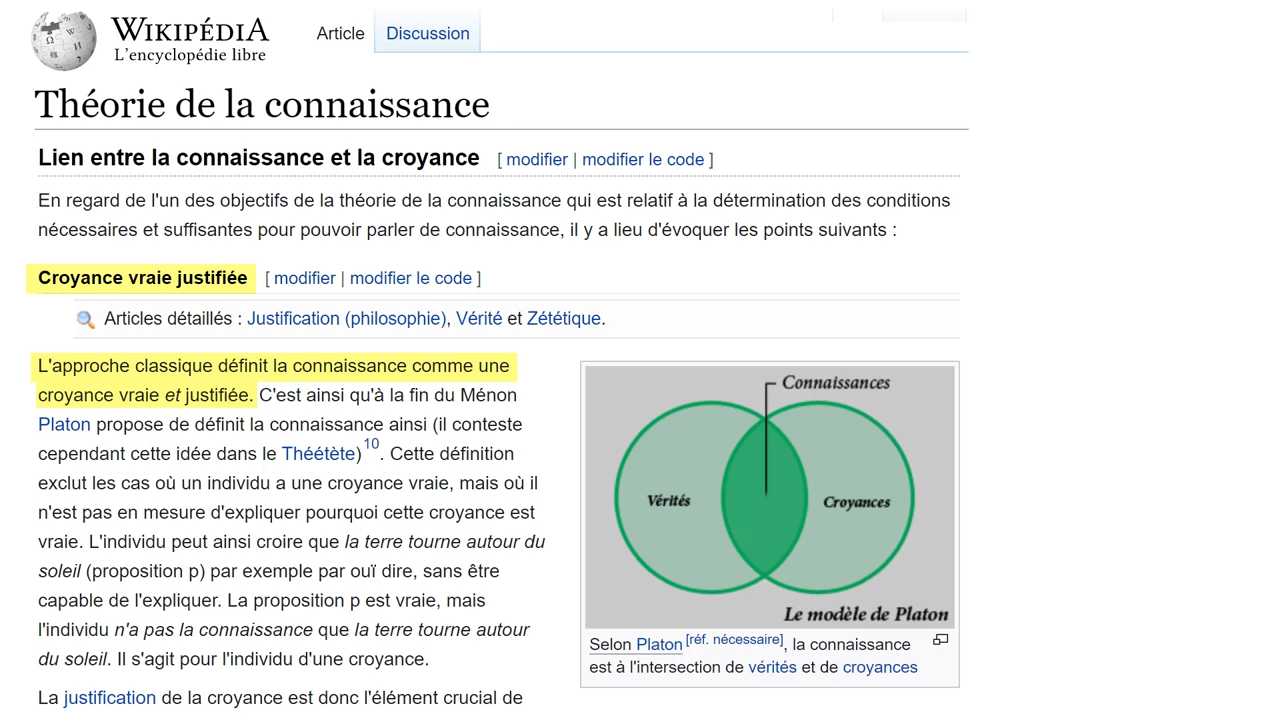 WIKIPÉDIA
L'encyclopédie libre
Article Discussion
Théorie de la connaissance
Lien entre la connaissance et la croyance [ modifier | modifier le code ]
En regard de l'un des objectifs de la théorie de la connaissance qui est relatif à la détermination des conditions
nécessaires et suffisantes pour pouvoir parler de connaissance, il y a lieu d'évoquer les points suivants :
Croyance vraie justifiée [ modifier | modifier le code ]
Articles détaillés : Justification (philosophie), Vérité et Zététique.
L'approche classique définit la connaissance comme une
croyance vraie et justifiée. C'est ainsi qu'à la fin du Ménon
Platon propose de définit la connaissance ainsi (il conteste
cependant cette idée dans le Théétète)10. Cette définition
exclut les cas où un individu a une croyance vraie, mais où il
n'est pas en mesure d'expliquer pourquoi cette croyance est
vraie. L'individu peut ainsi croire que la terre tourne autour du
soleil (proposition p) par exemple par ouï dire, sans être
capable de l'expliquer. La proposition p est vraie, mais
l'individu n'a pas la connaissance que la terre tourne autour
du soleil. Il s'agit pour l'individu d'une croyance.
La justification de la croyance est donc l'élément crucial de
Connaissances
Vérités
Croyances
Le modèle de Platon
Selon Platon [réf. nécessaire], la connaissance
est à l'intersection de vérités et de croyances